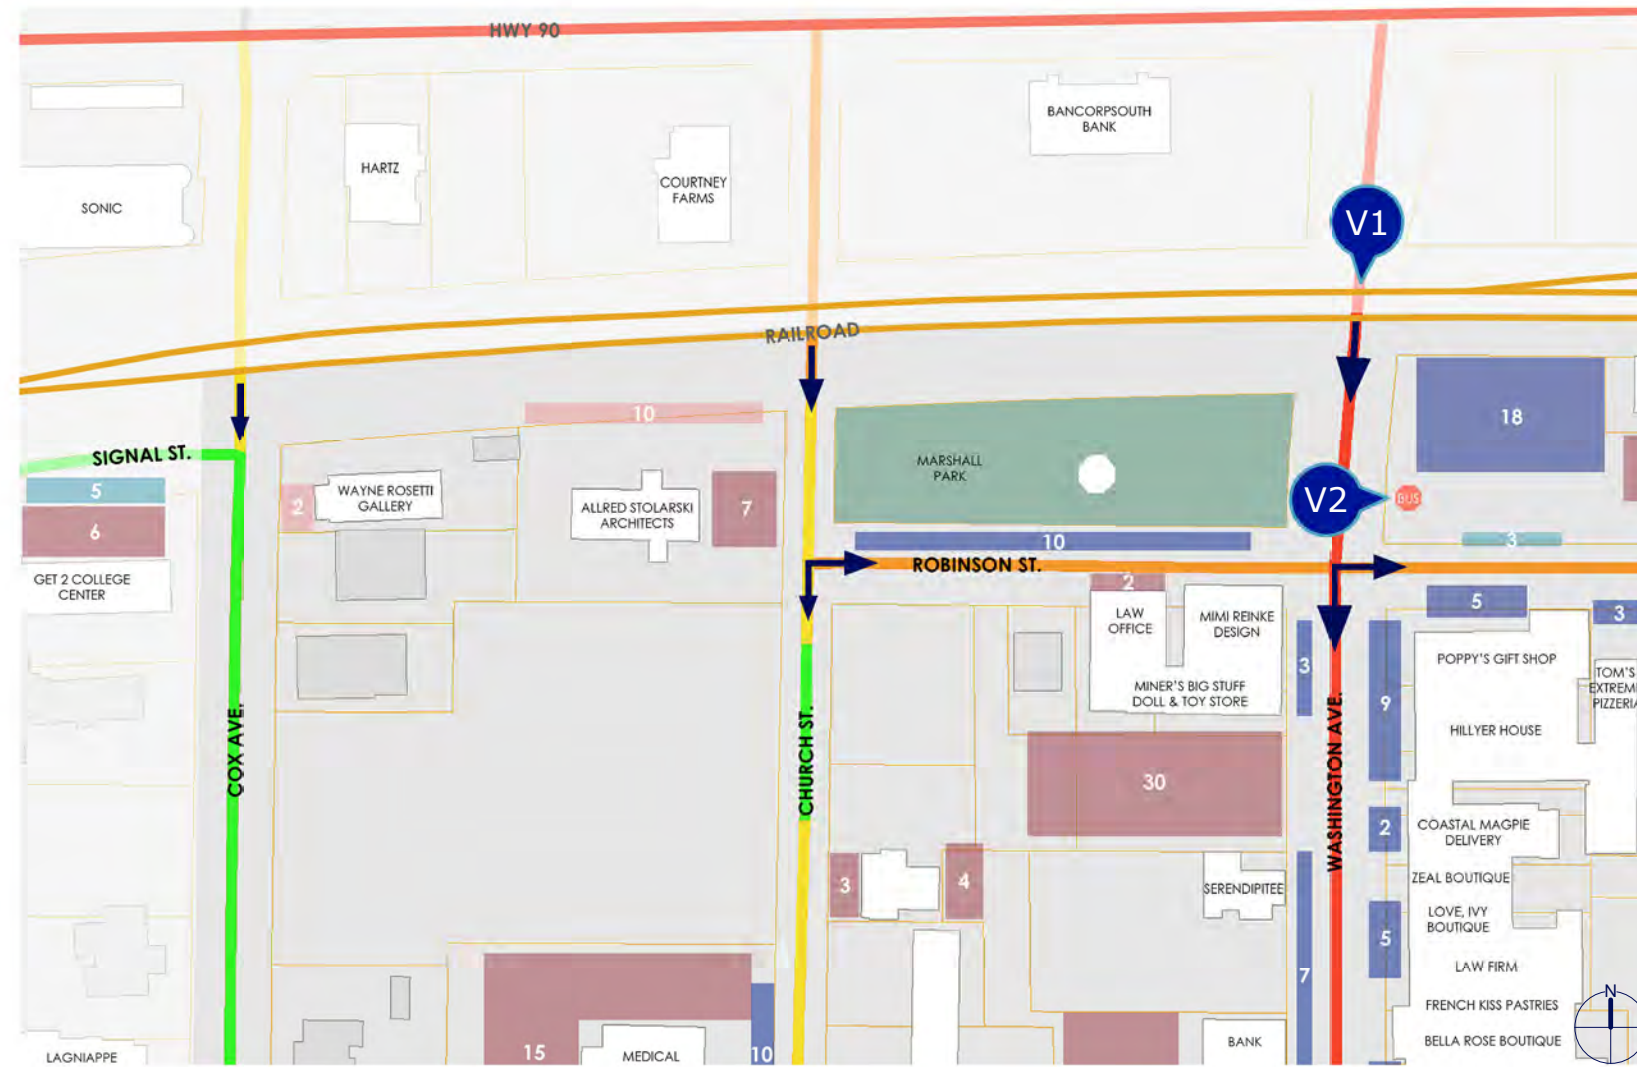 HWY 90
BANCORPSOUTH
BANK
HARTZ
COURTNEY
FARMS
SONIC
V1
RAILROAD
10
18
SIGNAL ST.
MARSHALL
PARK
5
WAYNE ROSETTI
GALLERY
2
ALLRED STOLARSKI
ARCHITECTS
7
V2
BUS
6
10
3
ROBINSON ST.
GET 2 COLLEGE
CENTER
2
LAW
OFFICE
MIMI REINKE
DESIGN
5
3
POPPY'S GIFT SHOP
3
TOM'S
EXTREM
PIZZERIA
MINER'S BIG STUFF
DOLL & TOY STORE
9
HILLYER HOUSE
COX AVE.
CHURCH ST.
WASHINGTON AVE.
30
2
COASTAL MAGPIE
DELIVERY
3
4
SERENDIPITEE
ZEAL BOUTIQUE
LOVE, IVY
BOUTIQUE
5
7
LAW FIRM
FRENCH KISS PASTRIES
N
BANK
BELLA ROSE BOUTIQUE
LAGNIAPPE
15
MEDICAL
10